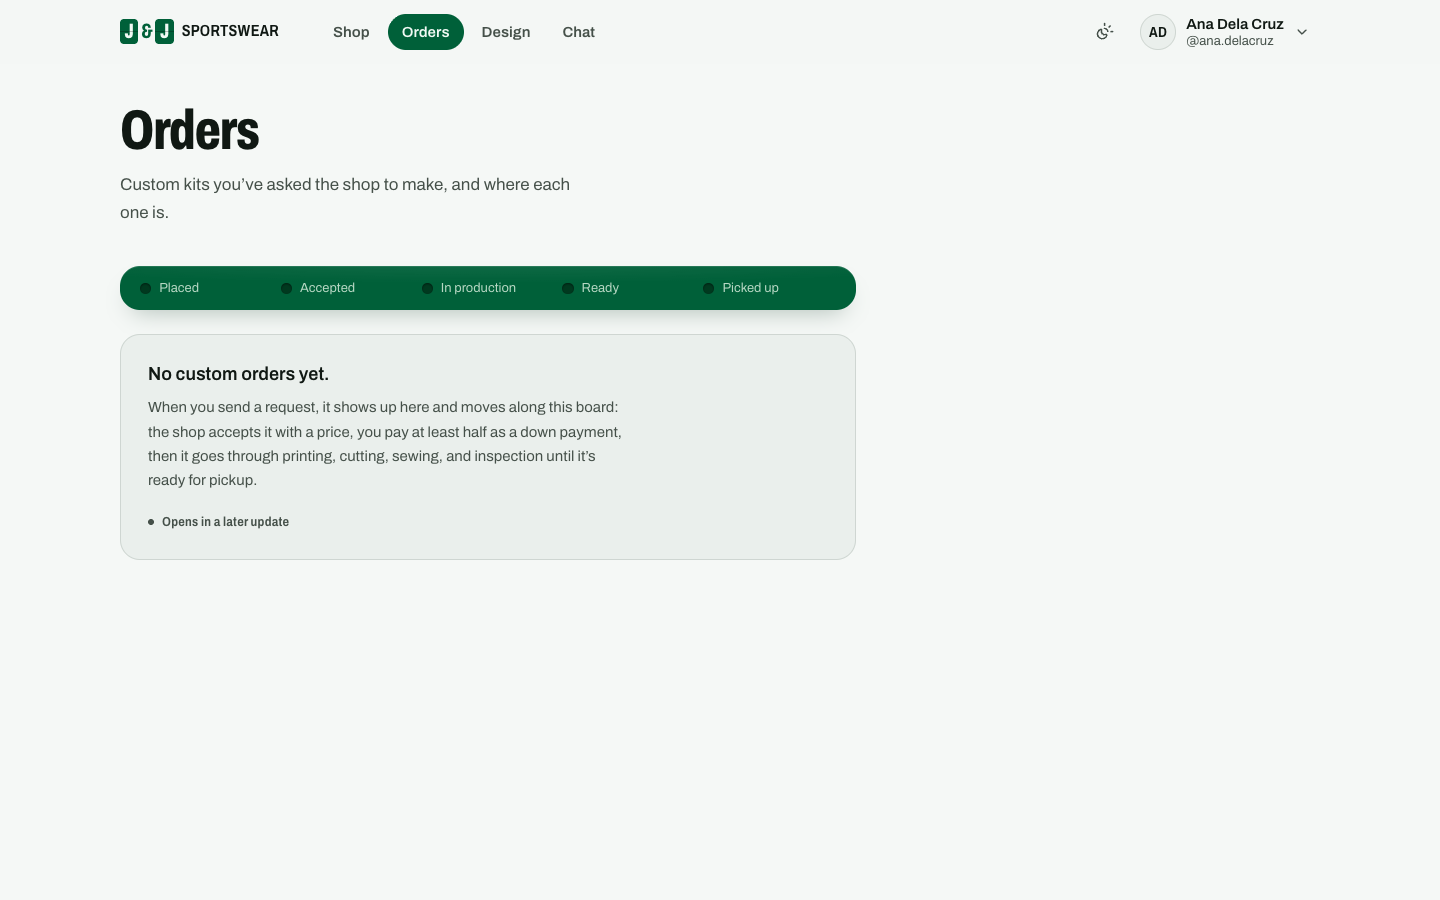 J & J SPORTSWEAR
Shop
Orders
Design
Chat
AD
Ana Dela Cruz
@ana.delacruz
Orders
Custom kits you’ve asked the shop to make, and where each
one is.
Placed
Accepted
In production
Ready
Picked up
No custom orders yet.
When you send a request, it shows up here and moves along this board:
the shop accepts it with a price, you pay at least half as a down payment,
then it goes through printing, cutting, sewing, and inspection until it’s
ready for pickup.
Opens in a later update